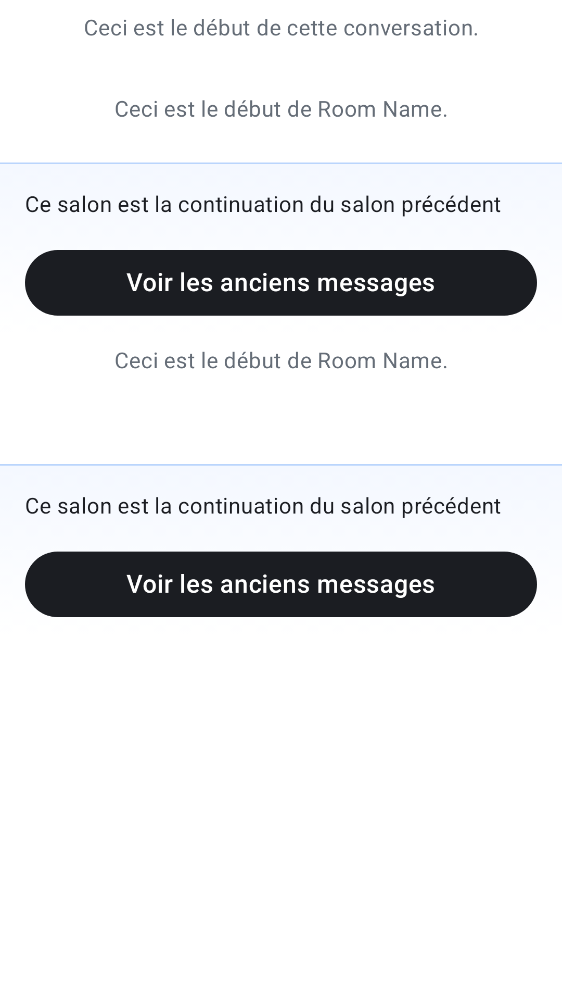 Ceci est le début de cette conversation.
Ceci est le début de Room Name.
Ce salon est la continuation du salon précédent
Voir les anciens messages
Ceci est le début de Room Name.
Ce salon est la continuation du salon précédent
Voir les anciens messages